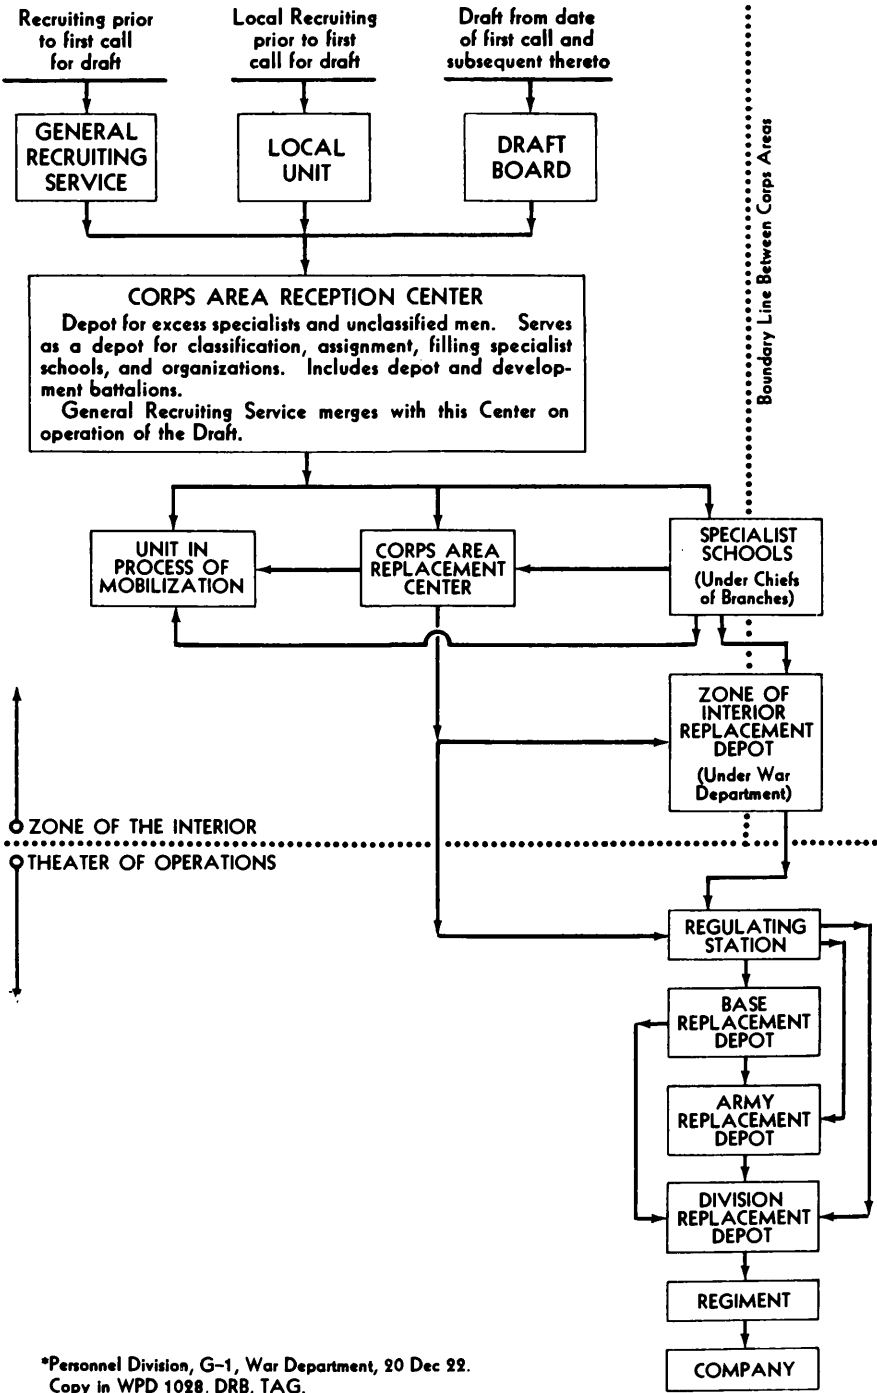 Recruiting prior
to first call
for draft
Local Recruiting
prior to first
call for draft
Draft from date
of first call and
subsequent thereto
GENERAL
RECRUITING
SERVICE
LOCAL
UNIT
DRAFT
BOARD
Boundary Line Between Corps Areas
CORPS AREA RECEPTION CENTER
Depot for excess specialists and unclassified men. Serves
as a depot for classification, assignment, filling specialist
schools, and organizations. Includes depot and develop-
ment battalions.
General Recruiting Service merges with this Center on
operation of the Draft.
UNIT IN
PROCESS OF
MOBILIZATION
CORPS AREA
REPLACEMENT
CENTER
SPECIALIST
SCHOOLS
(Under Chiefs
of Branches)
ZONE OF
INTERIOR
REPLACEMENT
DEPOT
(Under War
Department)
ZONE OF THE INTERIOR
THEATER OF OPERATIONS
REGULATING
STATION
BASE
REPLACEMENT
DEPOT
ARMY
REPLACEMENT
DEPOT
DIVISION
REPLACEMENT
DEPOT
REGIMENT
COMPANY
*Personnel Division, G-1, War Department, 20 Dec 22.
Copy in WPD 1028, DRB, TAG.